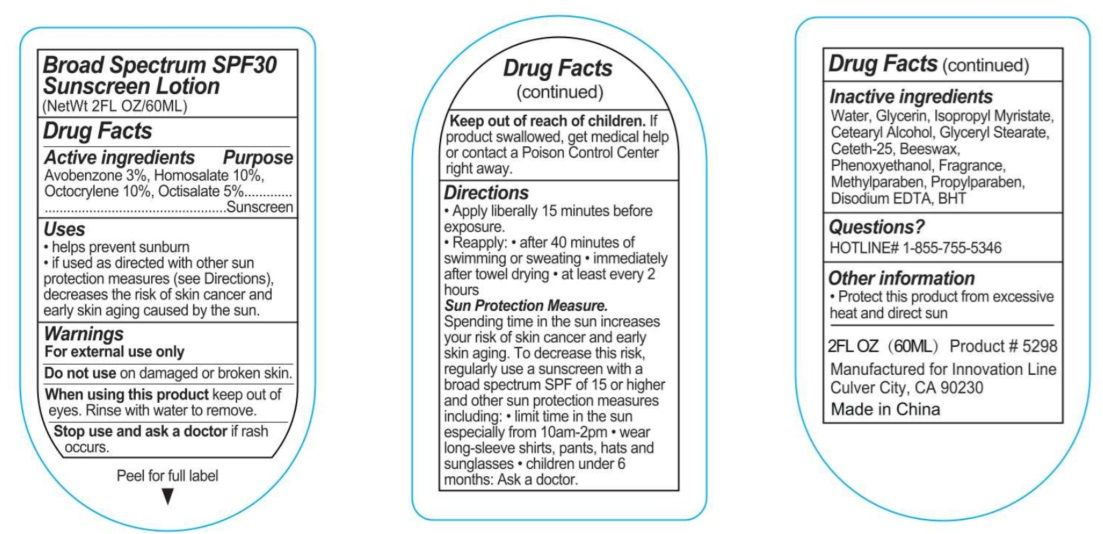 Broad Spectrum SPF30
Sunscreen Lotion
(NetWt 2FL OZ/60ML)
Drug Facts
Active ingredients Purpose
Avobenzone 3%, Homosalate 10%,
Octocrylene 10%, Octisalate 5%.............
......................................................Sunscreen
Uses
• helps prevent sunburn
• if used as directed with other sun
protection measures (see Directions),
decreases the risk of skin cancer and
early skin aging caused by the sun.
Warnings
For external use only
Do not use on damaged or broken skin.
When using this product keep out of
eyes. Rinse with water to remove.
Stop use and ask a doctor if rash
occurs.
Peel for full label
Drug Facts
(continued)
Keep out of reach of children. If
product swallowed, get medical help
or contact a Poison Control Center
right away.
Directions
• Apply liberally 15 minutes before
exposure.
• Reapply: • after 40 minutes of
swimming or sweating • immediately
after towel drying • at least every 2
hours
Sun Protection Measure.
Spending time in the sun increases
your risk of skin cancer and early
skin aging. To decrease this risk,
regularly use a sunscreen with a
broad spectrum SPF of 15 or higher
and other sun protection measures
including: • limit time in the sun
especially from 10am-2pm • wear
long-sleeve shirts, pants, hats and
sunglasses • children under 6
months: Ask a doctor.
Drug Facts (continued)
Inactive ingredients
Water, Glycerin, Isopropyl Myristate,
Cetearyl Alcohol, Glyceryl Stearate,
Ceteth-25, Beeswax,
Phenoxyethanol, Fragrance,
Methylparaben, Propylparaben,
Disodium EDTA, BHT
Questions?
HOTLINE# 1-855-755-5346
Other information
• Protect this product from excessive
heat and direct sun
2FL OZ (60ML) Product # 5298
Manufactured for Innovation Line
Culver City, CA 90230
Made in China